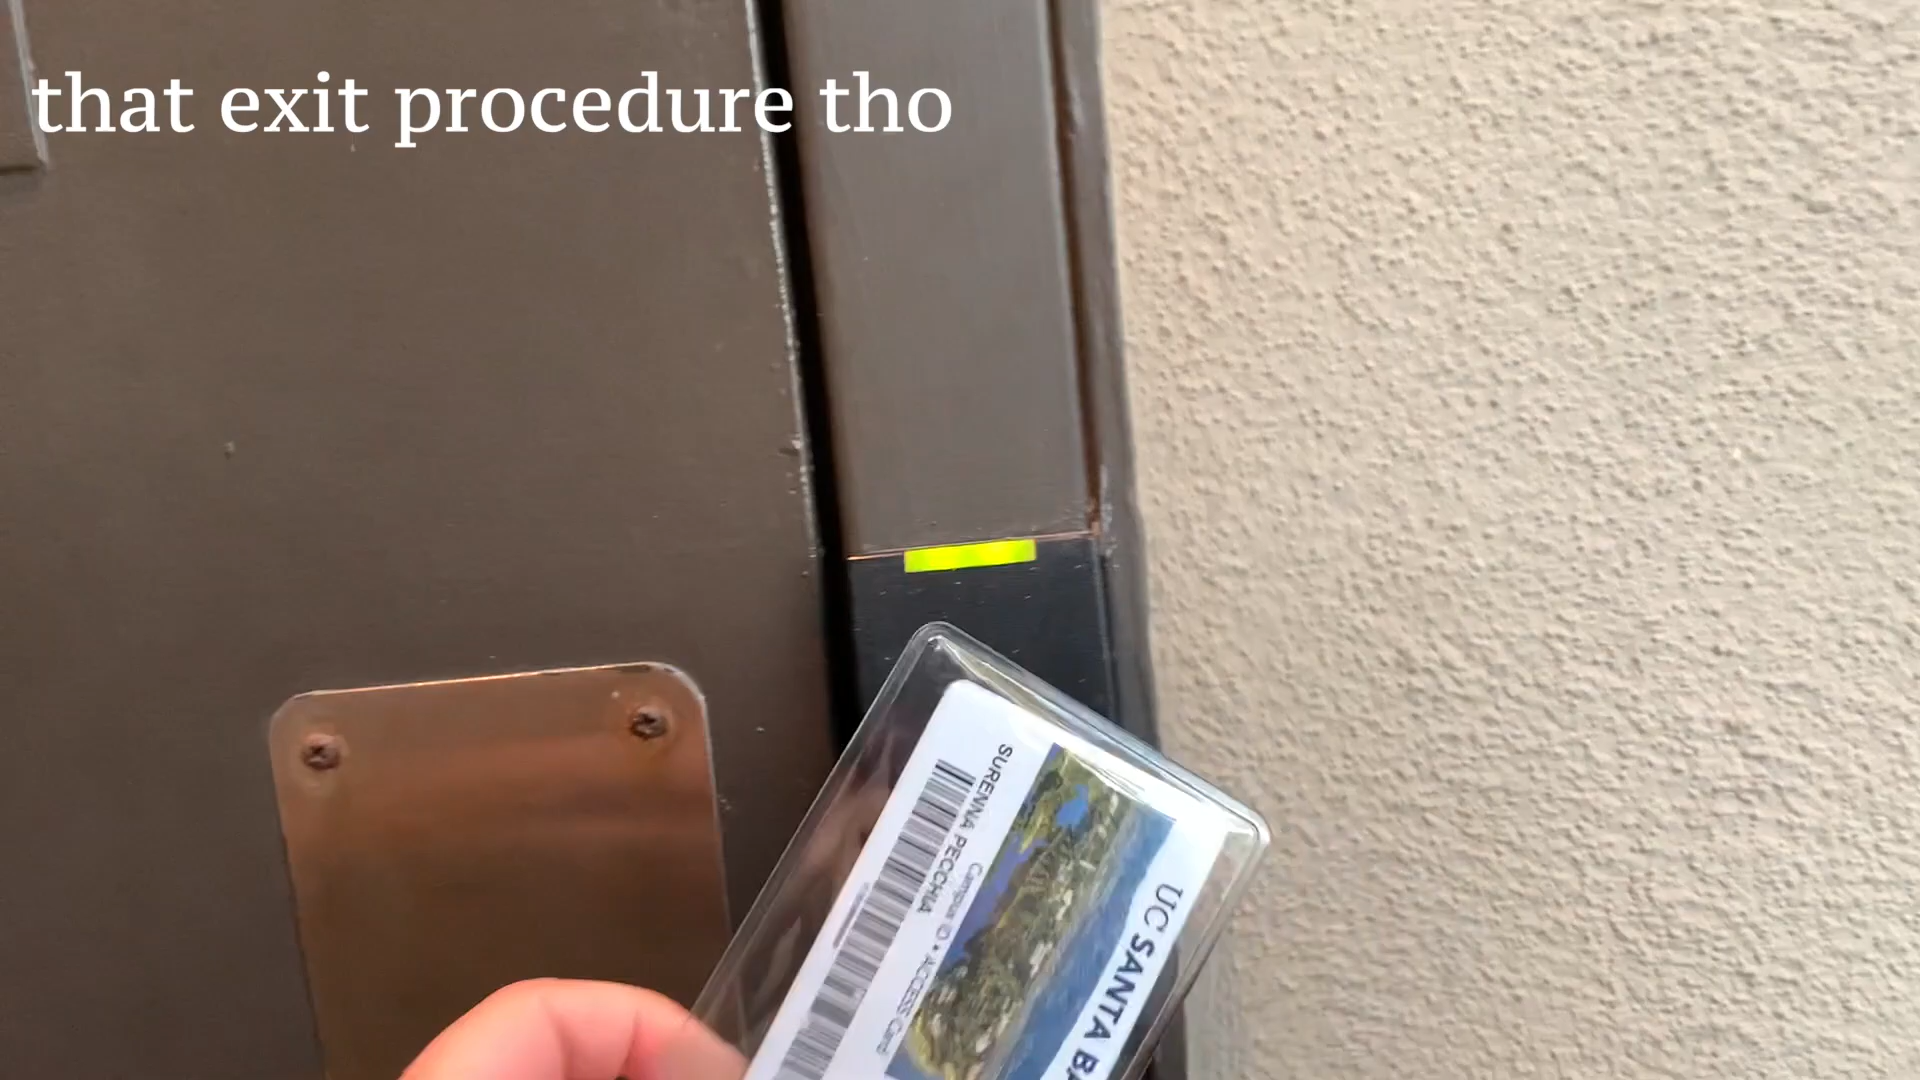 that exit procedure tho
SURENNA PECCHIA
Campus ID • ACCESS Card
UC SANTA